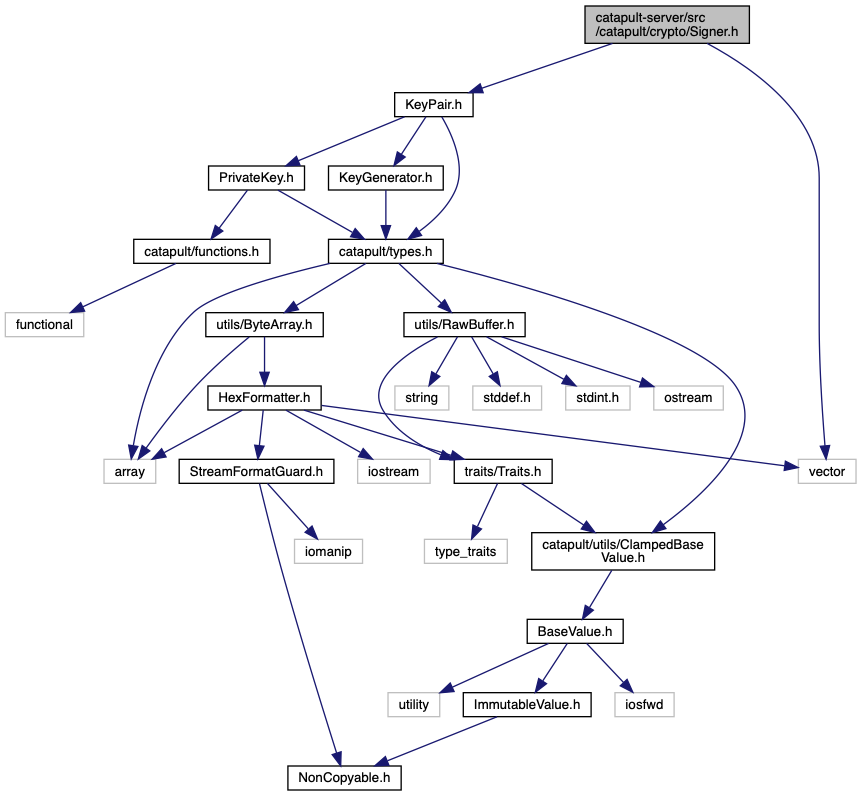 catapult-server/src
/catapult/crypto/Signer.h
KeyPair.h
PrivateKey.h
KeyGenerator.h
catapult/functions.h
catapult/types.h
functional
utils/ByteArray.h
utils/RawBuffer.h
HexFormatter.h
string
stddef.h
stdint.h
ostream
array
StreamFormatGuard.h
iostream
traits/Traits.h
vector
iomanip
type_traits
catapult/utils/ClampedBase
Value.h
BaseValue.h
utility
ImmutableValue.h
iosfwd
NonCopyable.h